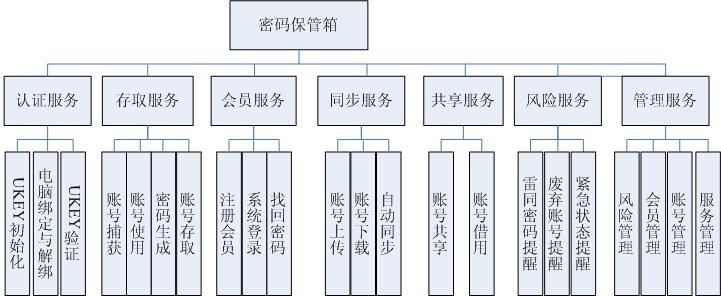 密码保管箱
认证服务
存取服务
会员服务
同步服务
共享服务
风险服务
管理服务
UKEY初始化
电脑绑定与解绑
UKEY验证
账号捕获
账号使用
密码生成
账号存取
注册会员
系统登录
找回密码
账号上传
账号下载
自动同步
账号共享
账号借用
雷同密码提醒
废弃账号提醒
紧急状态提醒
风险管理
会员管理
账号管理
服务管理